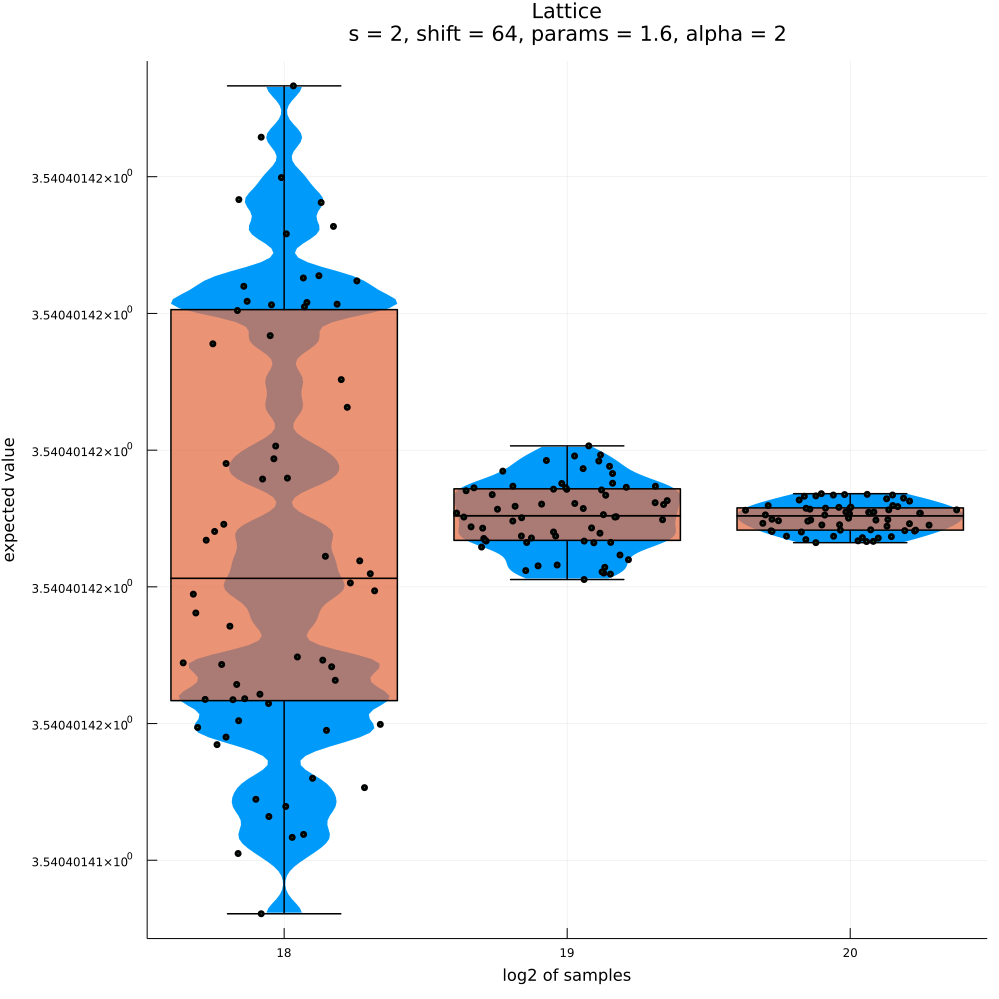 Lattice
s = 2, shift = 64, params = 1.6, alpha = 2
expected value
3.54040142×10⁰
3.54040142×10⁰
3.54040142×10⁰
3.54040142×10⁰
3.54040142×10⁰
3.54040141×10⁰
18 19 20
log2 of samples